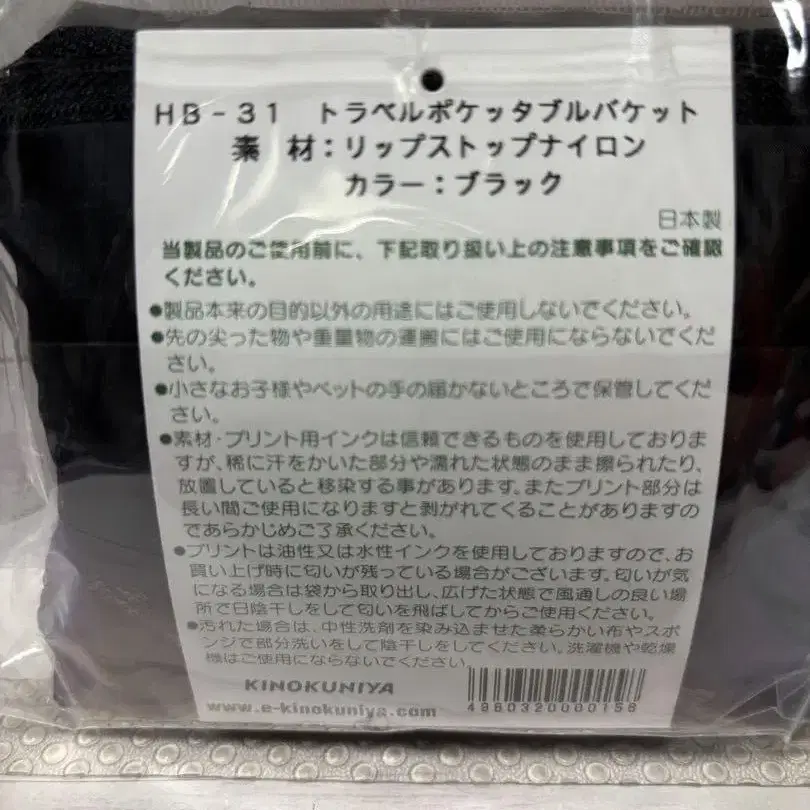 HB-31 トラベルポケッタブルバケット
素 材：リップストップナイロン
カラー：ブラック
日本製
当製品のご使用前に、下記取り扱い上の注意事項をご確認
ください。
●製品本来の目的以外の用途にはご使用しないでください。
●先の尖った物や重量物の運搬にはご使用にならないでくだ
さい。
●小さなお子様やペットの手の届かないところで保管してくだ
さい。
●素材・プリント用インクは信頼できるものを使用しておりま
すが、稀に汗をかいた部分や濡れた状態のまま擦られたり、
放置していると移染する事があります。またプリント部分は
長い間ご使用になりますと剥がれてくることがありますの
であらかじめご了承ください。
●プリントは油性又は水性インクを使用しておりますので、お
買い上げ時に匂いが残っている場合がございます。匂いが気
になる場合は袋から取り出し、広げた状態で風通しの良い場
所で日陰干しをして匂いを飛ばしてからご使用ください。
●汚れた場合は、中性洗剤を染み込ませた柔らかい布やスポ
ンジで部分洗いをして陰干しをしてください。洗濯機や乾燥
機はご使用にならないでください。
KINOKUNIYA
www.e-kinokuniya.com
4980320080158